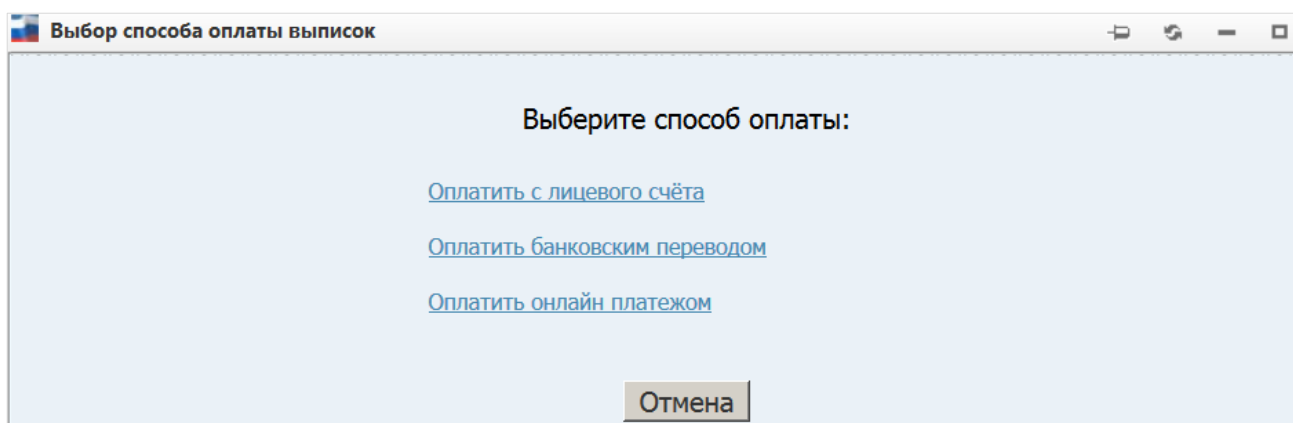 Выбор способа оплаты выписок
Выберите способ оплаты:
Оплатить с лицевого счёта
Оплатить банковским переводом
Оплатить онлайн платежом
Отмена